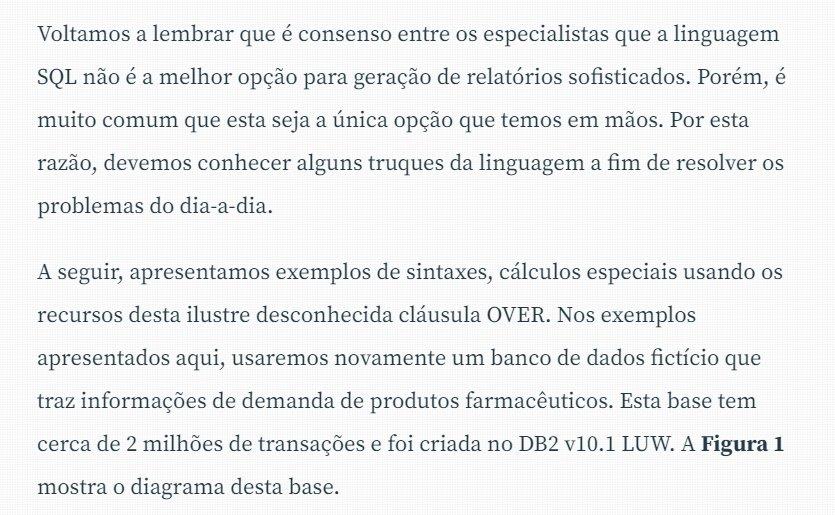 Voltamos a lembrar que é consenso entre os especialistas que a linguagem
SQL não é a melhor opção para geração de relatórios sofisticados. Porém, é
muito comum que esta seja a única opção que temos em mãos. Por esta
razão, devemos conhecer alguns truques da linguagem a fim de resolver os
problemas do dia-a-dia.
A seguir, apresentamos exemplos de sintaxes, cálculos especiais usando os
recursos desta ilustre desconhecida cláusula OVER. Nos exemplos
apresentados aqui, usaremos novamente um banco de dados fictício que
traz informações de demanda de produtos farmacêuticos. Esta base tem
cerca de 2 milhões de transações e foi criada no DB2 v10.1 LUW. A Figura 1
mostra o diagrama desta base.